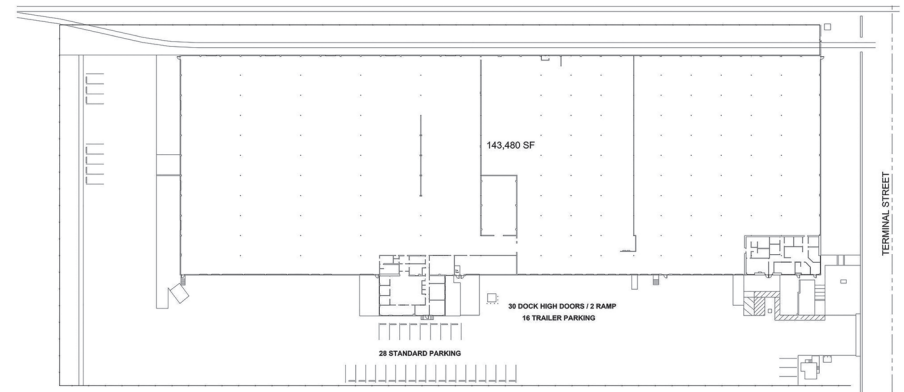 143,480 SF
TERMINAL STREET
30 DOCK HIGH DOORS / 2 RAMP
16 TRAILER PARKING
28 STANDARD PARKING